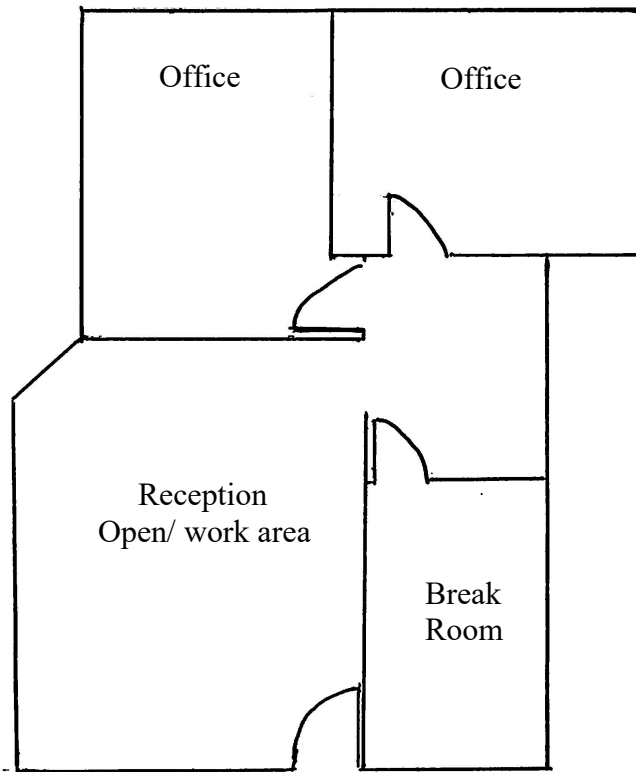 Office
Office
Reception
Open/ work area
Break
Room